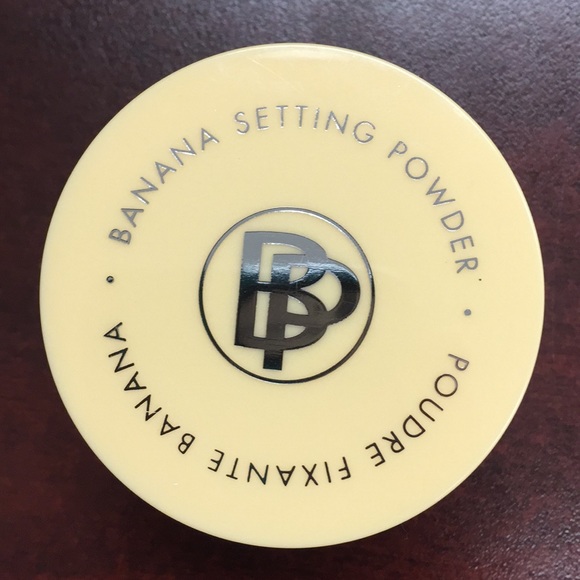 BANANA SETTING POWDER
BP
POUDRE FIXANTE BANANA